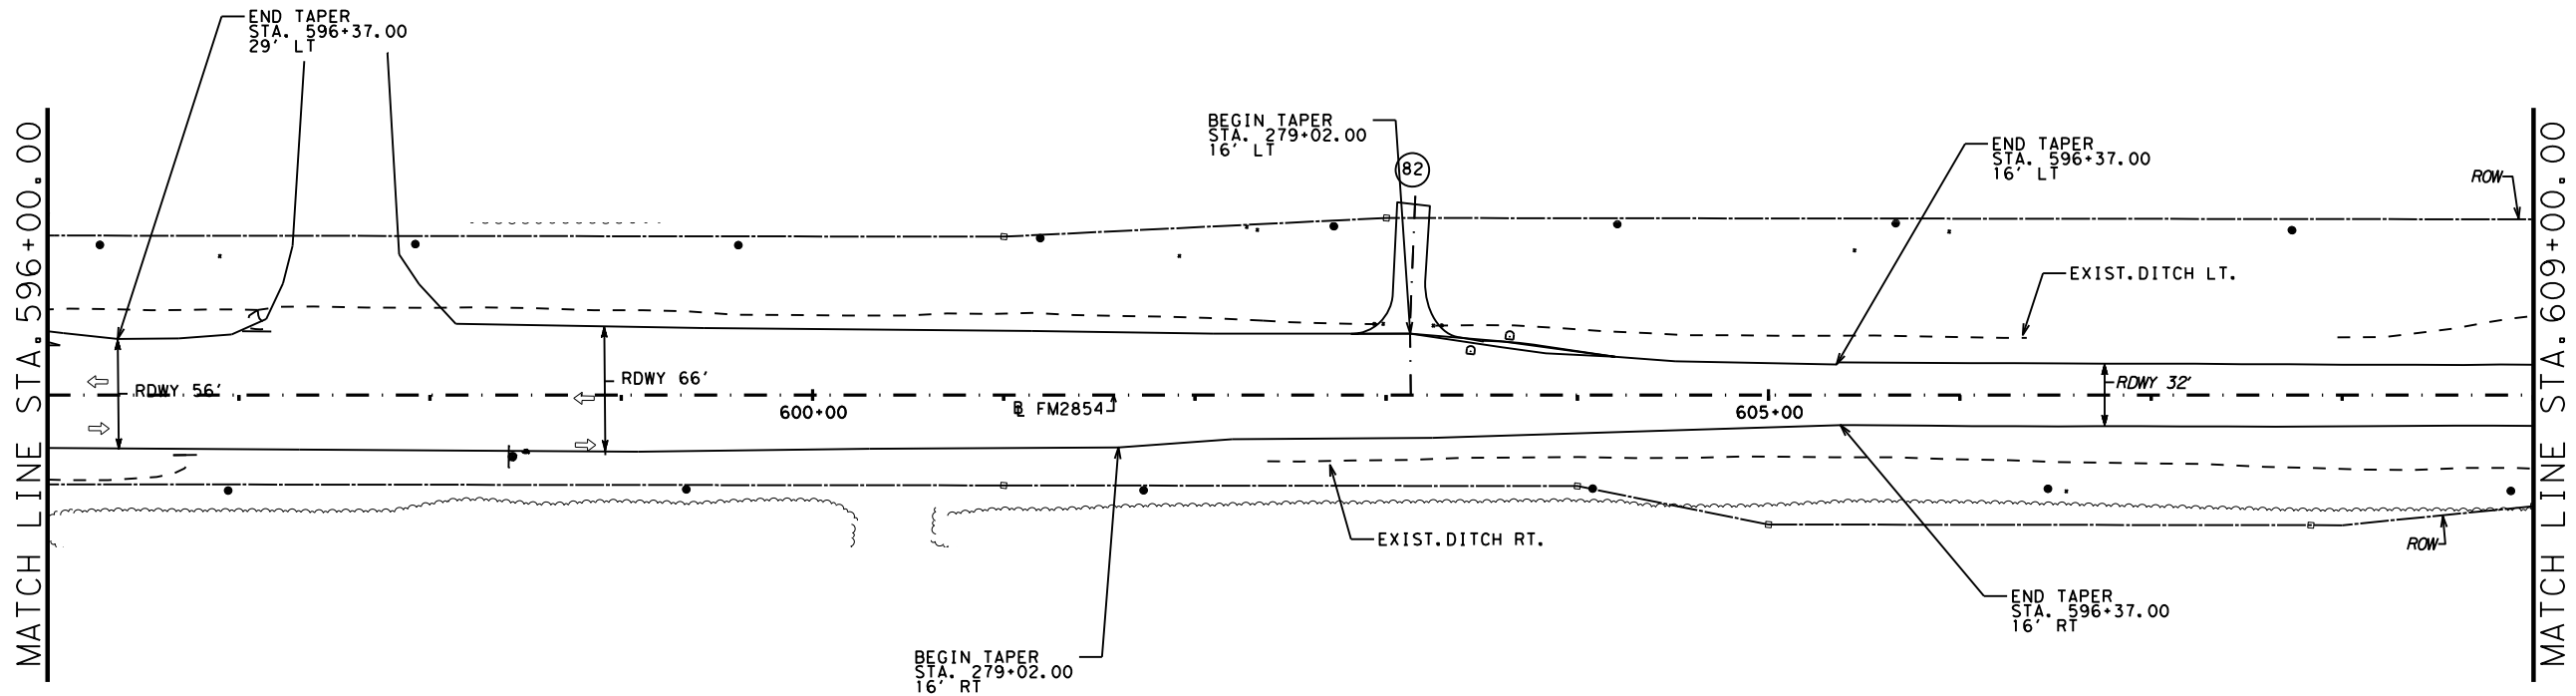 END TAPER
STA. 596+37.00
29' LT
BEGIN TAPER
STA. 279+02.00
16' LT
82
END TAPER
STA. 596+37.00
16' LT
ROW
EXIST.DITCH LT.
MATCH LINE STA.596+00.00
RDWY 56'
RDWY 66'
600+00
BL FM2854
605+00
RDWY 32'
MATCH LINE STA.609+00.00
EXIST.DITCH RT.
ROW
END TAPER
STA. 596+37.00
16' RT
BEGIN TAPER
STA. 279+02.00
16' RT